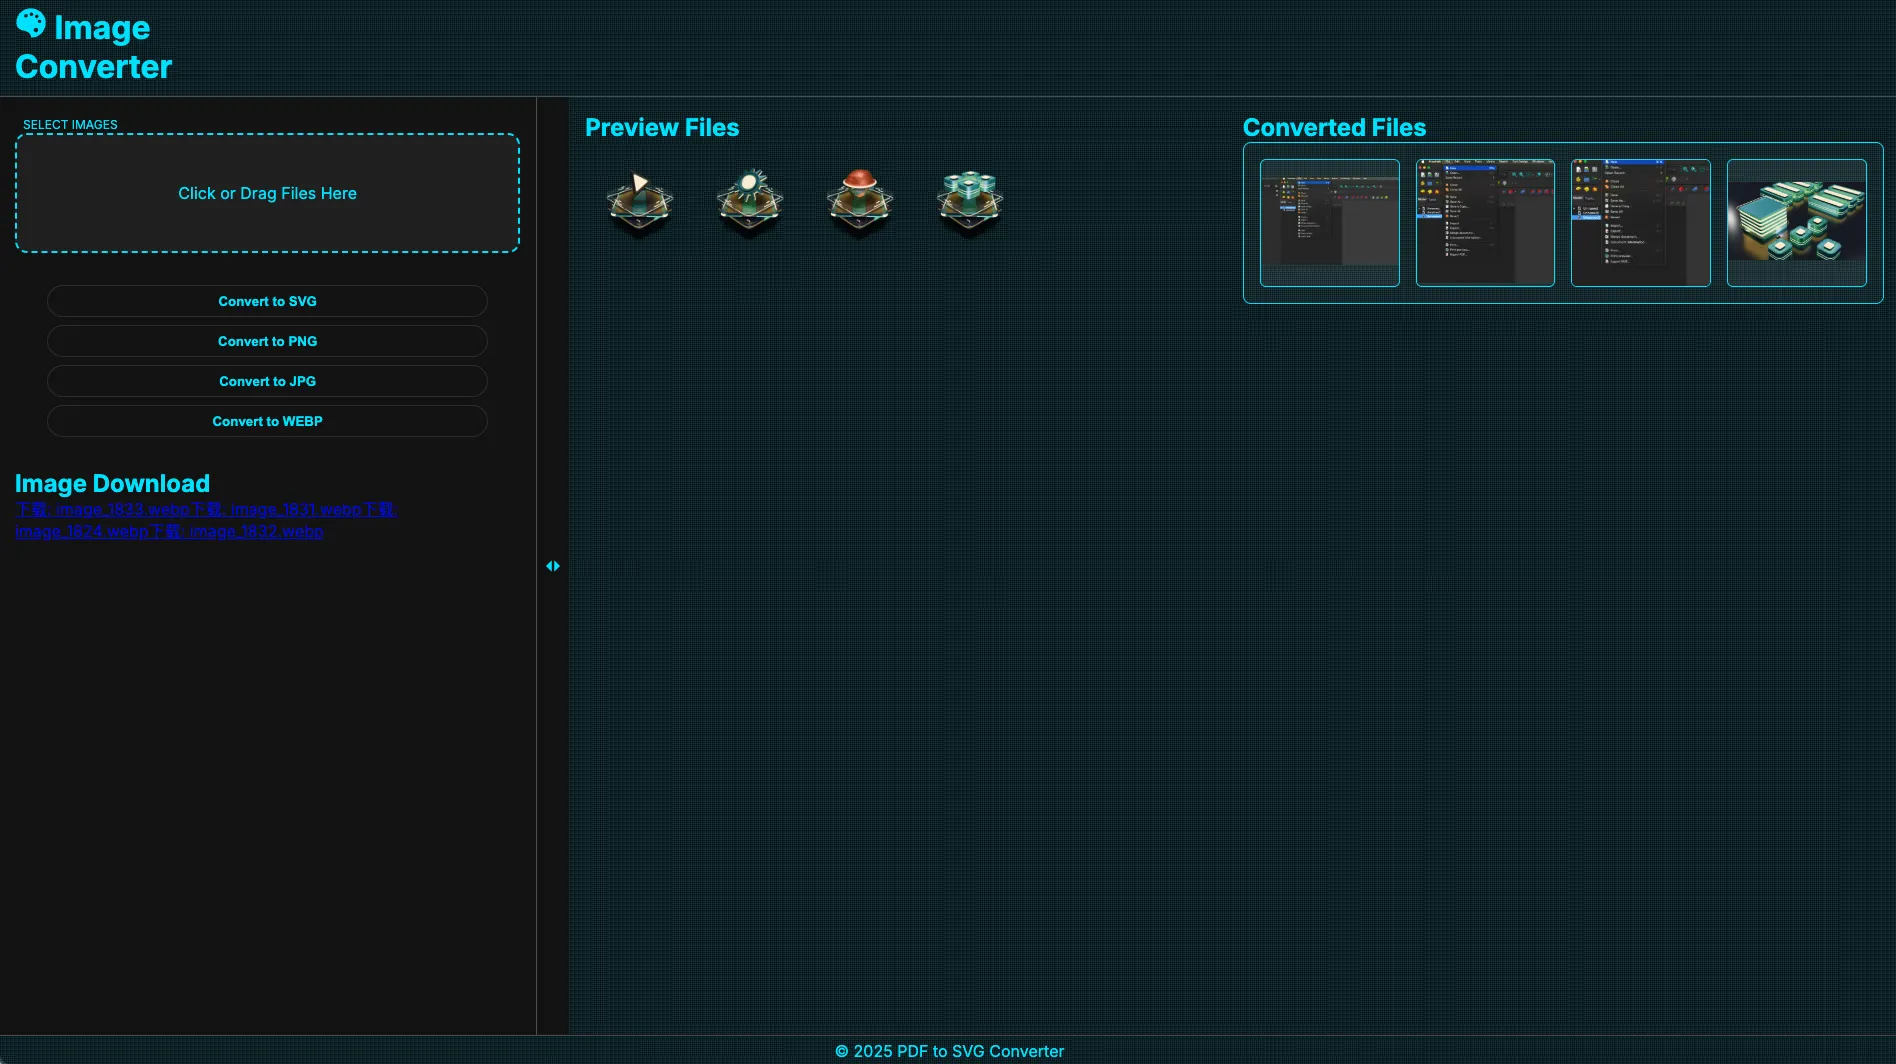 Image
Converter
SELECT IMAGES
Click or Drag Files Here
Convert to SVG
Convert to PNG
Convert to JPG
Convert to WEBP
Image Download
下载: image_1833.webp下载: image_1831.webp下载:
image_1824.webp下载: image_1832.webp
Preview Files
Converted Files
© 2025 PDF to SVG Converter